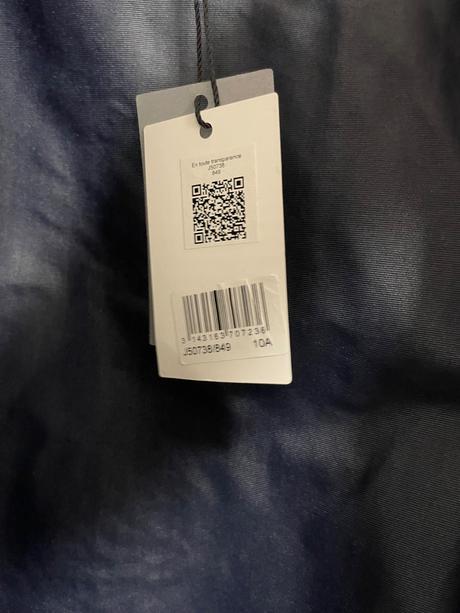 En toute transparence
J50738
849
3 143163 707236
J50738/849 10A